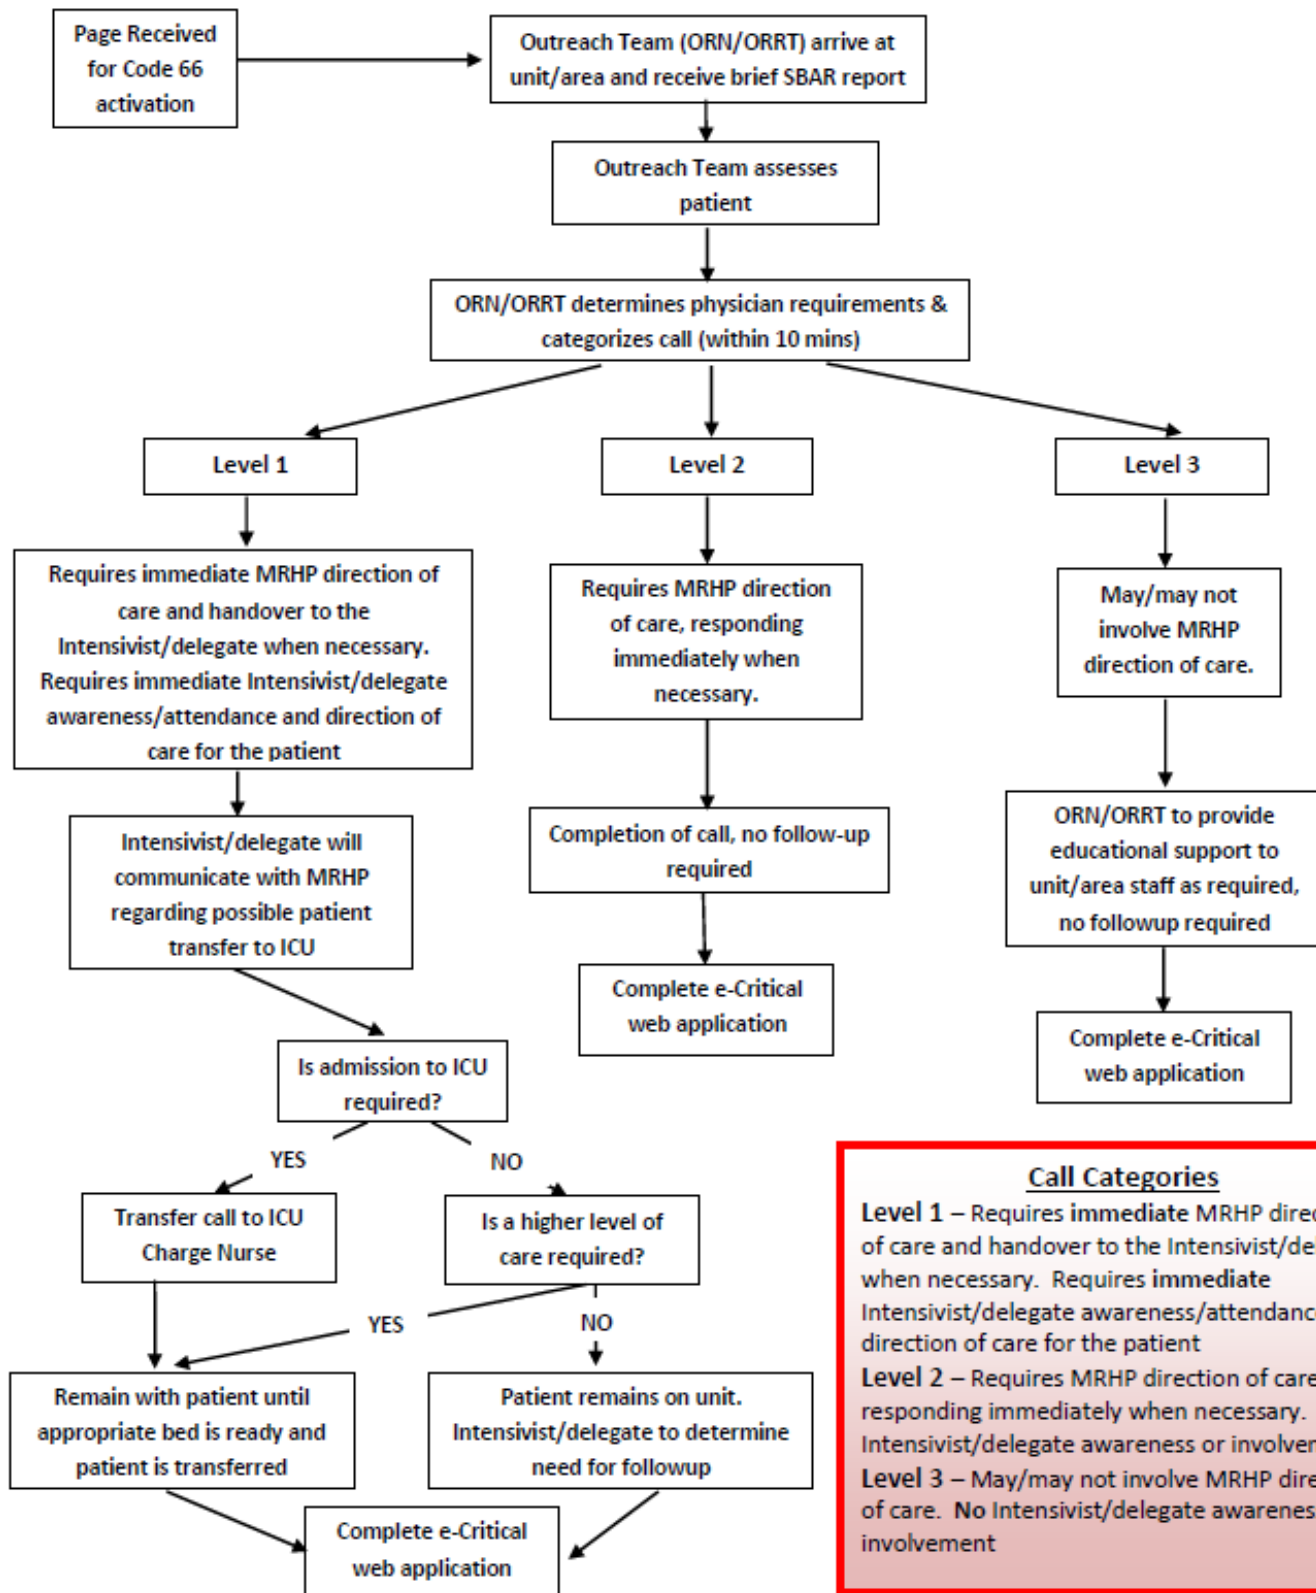 Page Received
for Code 66
activation
Outreach Team (ORN/ORRT) arrive at
unit/area and receive brief SBAR report
Outreach Team assesses
patient
ORN/ORRT determines physician requirements &
categorizes call (within 10 mins)
Level 1
Level 2
Level 3
Requires immediate MRHP direction of
care and handover to the
Intensivist/delegate when necessary.
Requires immediate Intensivist/delegate
awareness/attendance and direction of
care for the patient
Requires MRHP direction
of care, responding
immediately when
necessary.
May/may not
involve MRHP
direction of care.
Intensivist/delegate will
communicate with MRHP
regarding possible patient
transfer to ICU
Completion of call, no follow-up
required
ORN/ORRT to provide
educational support to
unit/area staff as required,
no followup required
Complete e-Critical
web application
Complete e-Critical
web application
Is admission to ICU
required?
YES
NO
Transfer call to ICU
Charge Nurse
Is a higher level of
care required?
YES
NO
Remain with patient until
appropriate bed is ready and
patient is transferred
Patient remains on unit.
Intensivist/delegate to determine
need for followup
Complete e-Critical
web application
Call Categories
Level 1 – Requires immediate MRHP
of care and handover to the
when necessary. Requires immediate
Intensivist/delegate awareness/attendance
direction of care for the patient
Level 2 – Requires MRHP direction of care
responding immediately when necessary.
Intensivist/delegate awareness or
Level 3 – May/may not involve MRHP
of care. No Intensivist/delegate
involvement